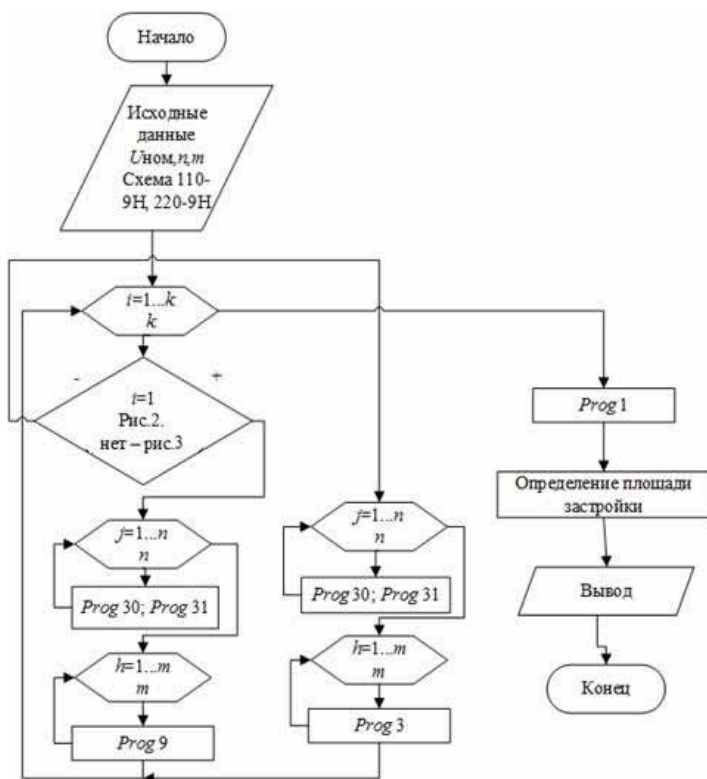 Начало
Исходные
данные
Uном,n,m
Схема 110-
9Н, 220-9Н
i=1...k
k
-
+
i=1
Рис.2.
нет – рис.3
j=1...n
n
Prog 30; Prog 31
h=1...m
m
Prog 9
j=1...n
n
Prog 30; Prog 31
h=1...m
m
Prog 3
Prog 1
Определение площади
застройки
Вывод
Конец